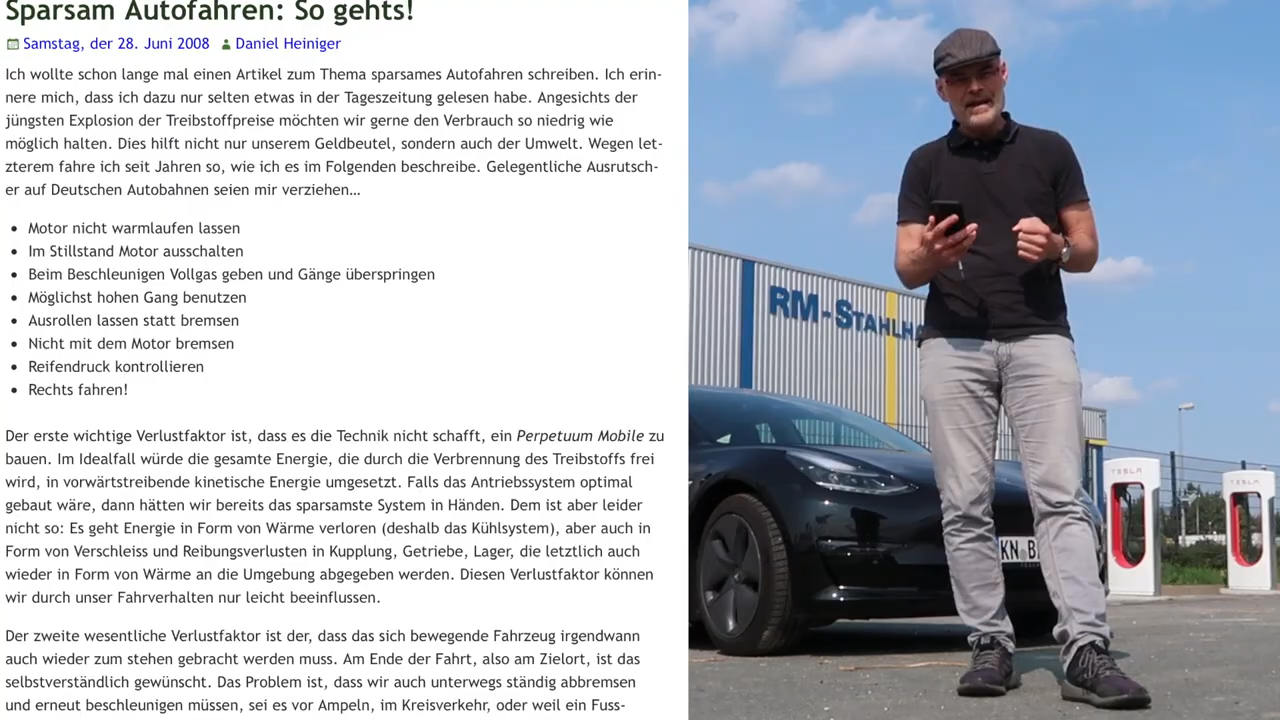 Sparsam Autofahren: So gehts!
Samstag, der 28. Juni 2008 Daniel Heiniger
Ich wollte schon lange mal einen Artikel zum Thema sparsames Autofahren schreiben. Ich erin-
nere mich, dass ich dazu nur selten etwas in der Tageszeitung gelesen habe. Angesichts der
jüngsten Explosion der Treibstoffpreise möchten wir gerne den Verbrauch so niedrig wie
möglich halten. Dies hilft nicht nur unserem Geldbeutel, sondern auch der Umwelt. Wegen let-
zterem fahre ich seit Jahren so, wie ich es im Folgenden beschreibe. Gelegentliche Ausrutsch-
er auf Deutschen Autobahnen seien mir verziehen…
• Motor nicht warmlaufen lassen
• Im Stillstand Motor ausschalten
• Beim Beschleunigen Vollgas geben und Gänge überspringen
• Möglichst hohen Gang benutzen
• Ausrollen lassen statt bremsen
• Nicht mit dem Motor bremsen
• Reifendruck kontrollieren
• Rechts fahren!
Der erste wichtige Verlustfaktor ist, dass es die Technik nicht schafft, ein Perpetuum Mobile zu
bauen. Im Idealfall würde die gesamte Energie, die durch die Verbrennung des Treibstoffs frei
wird, in vorwärtstreibende kinetische Energie umgesetzt. Falls das Antriebssystem optimal
gebaut wäre, dann hätten wir bereits das sparsamste System in Händen. Dem ist aber leider
nicht so: Es geht Energie in Form von Wärme verloren (deshalb das Kühlsystem), aber auch in
Form von Verschleiss und Reibungsverlusten in Kupplung, Getriebe, Lager, die letztlich auch
wieder in Form von Wärme an die Umgebung abgegeben werden. Diesen Verlustfaktor können
wir durch unser Fahrverhalten nur leicht beeinflussen.
Der zweite wesentliche Verlustfaktor ist der, dass das sich bewegende Fahrzeug irgendwann
auch wieder zum stehen gebracht werden muss. Am Ende der Fahrt, also am Zielort, ist das
selbstverständlich gewünscht. Das Problem ist, dass wir auch unterwegs ständig abbremsen
und erneut beschleunigen müssen, sei es vor Ampeln, im Kreisverkehr, oder weil ein Fuss-
RM-STAHLH
KN B
TESLA
TESLA